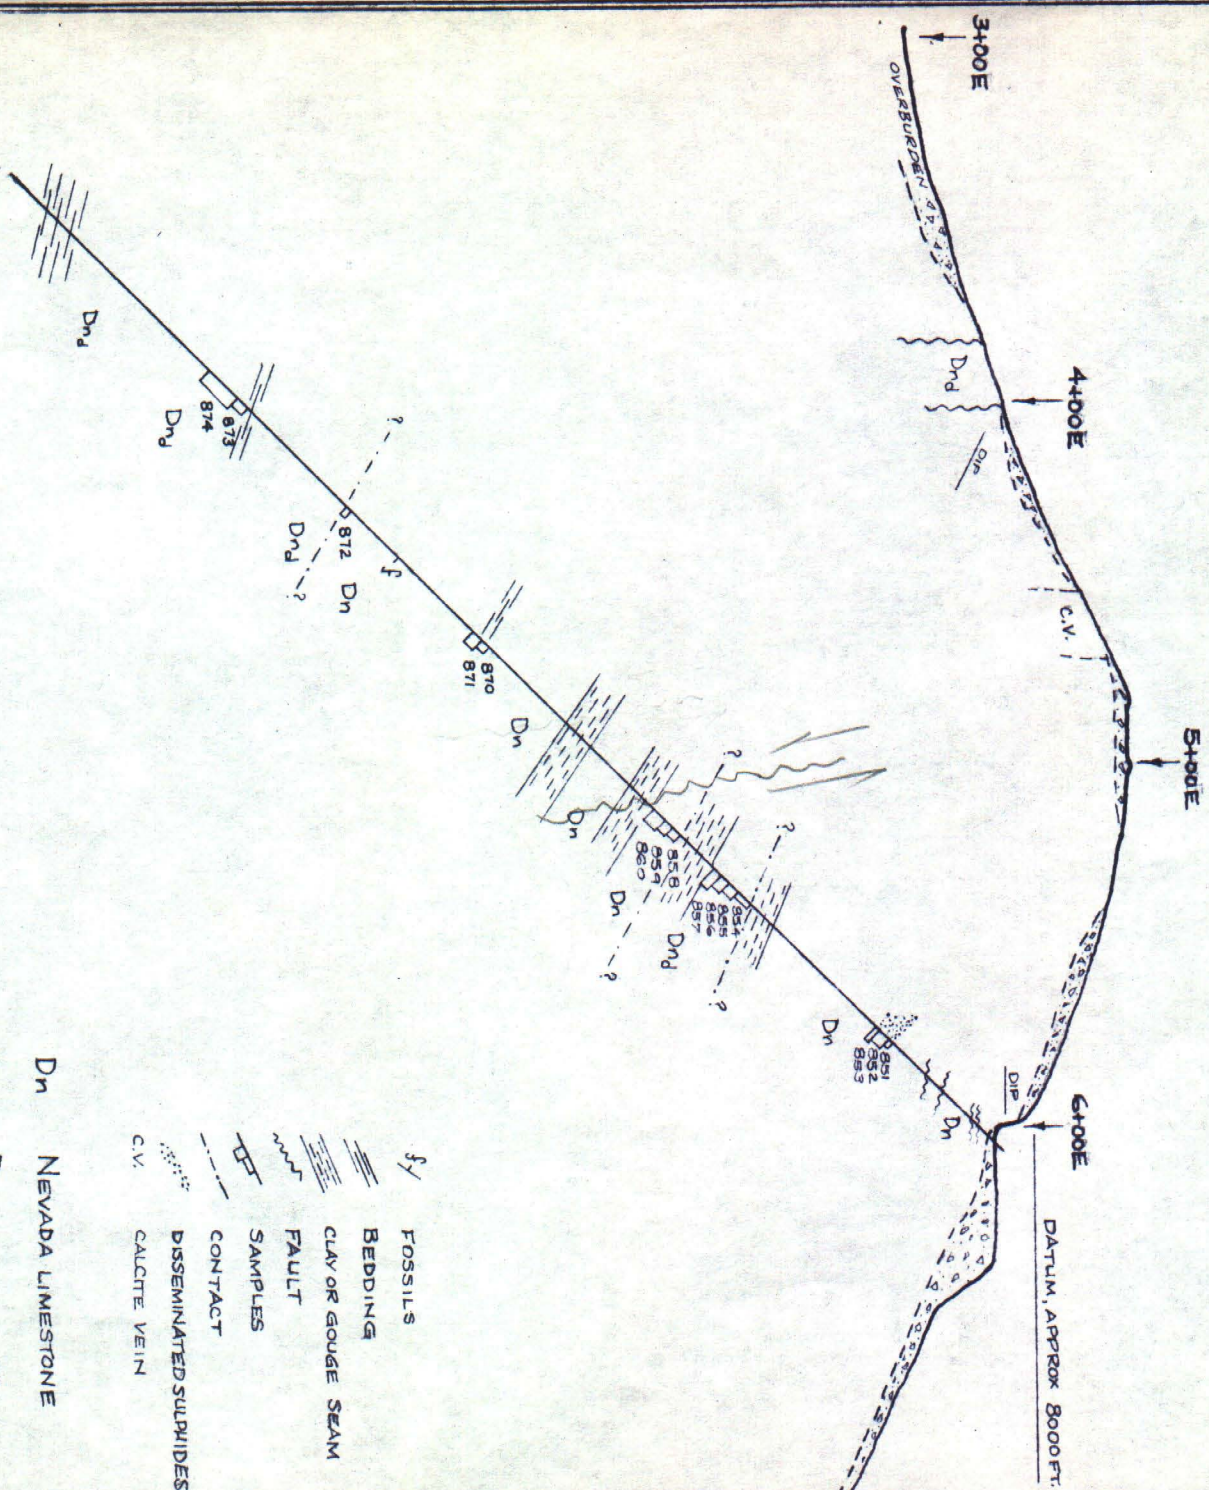 3+00E
4+00E
5+00E
6+00E
OVERBURDEN
Dnd
DIP
C.V.
DIP
DATUM, APPROX 8000 FT.
Dn
851
852
853
Dn
?
?
854
855
856
857
Dnd
?
?
858
859
860
Dn
Dn
Dn
870
871
f
Dn
872
?
?
Dnd
873
874
Dnd
Dnd
f
FOSSILS
BEDDING
CLAY OR GOUGE SEAM
FAULT
SAMPLES
CONTACT
DISSEMINATED SULPHIDES
C.V. CALCITE VEIN
Dn NEVADA LIMESTONE